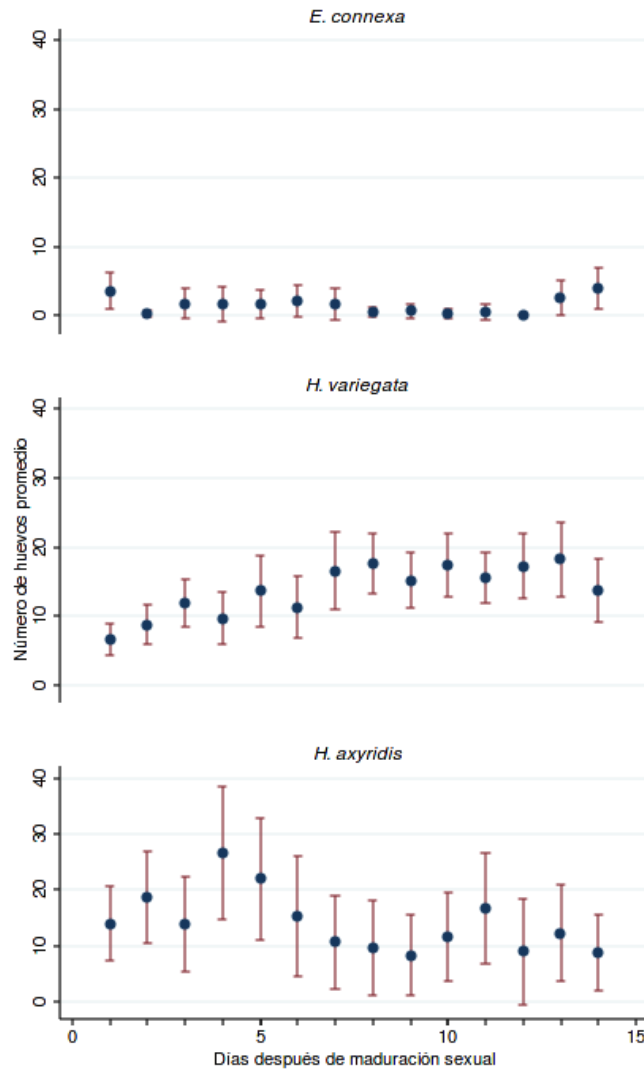 E. connexa
40
30
20
10
0
H. variegata
40
30
20
10
0
Número de huevos promedio
H. axyridis
40
30
20
10
0
0 5 10 15
Días después de maduración sexual